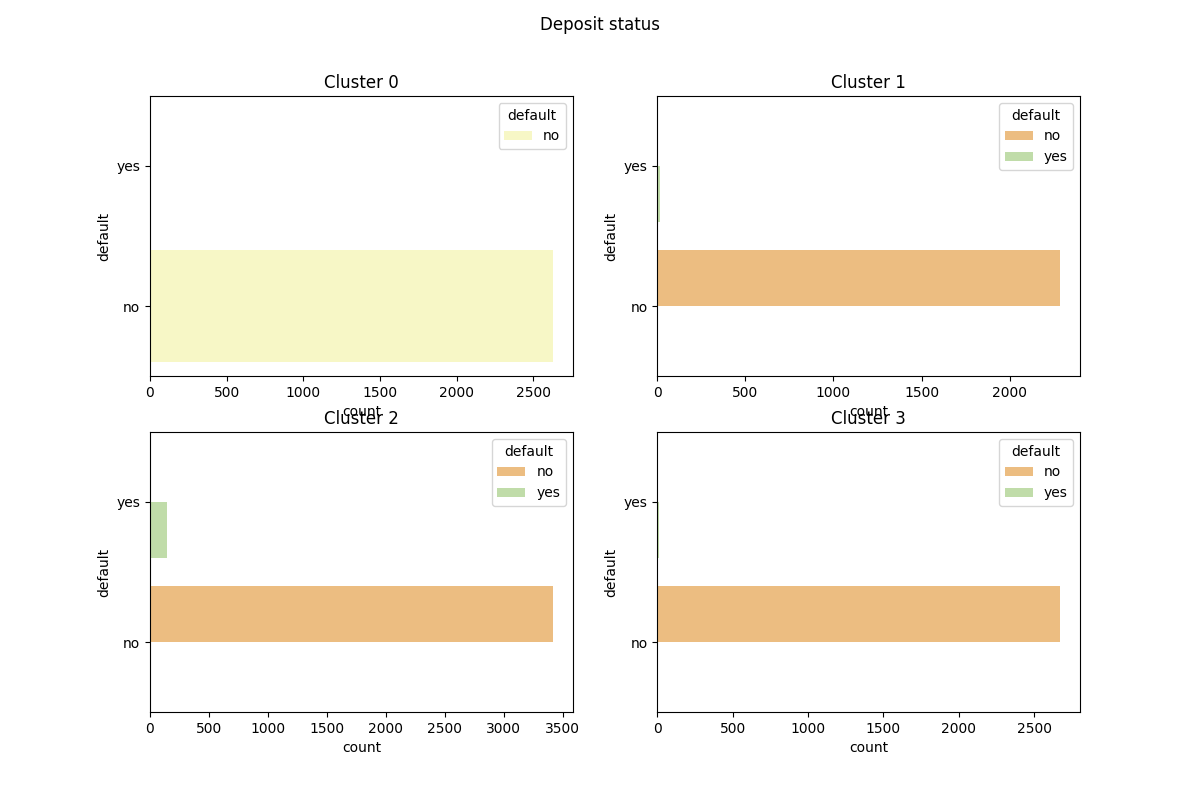 Deposit status
Cluster 0
default
no
yes
no
default
0 500 1000 1500 2000 2500
count
Cluster 1
default
no
yes
yes
no
default
0 500 1000 1500 2000
count
Cluster 2
default
no
yes
yes
no
default
0 500 1000 1500 2000 2500 3000 3500
count
Cluster 3
default
no
yes
yes
no
default
0 500 1000 1500 2000 2500
count